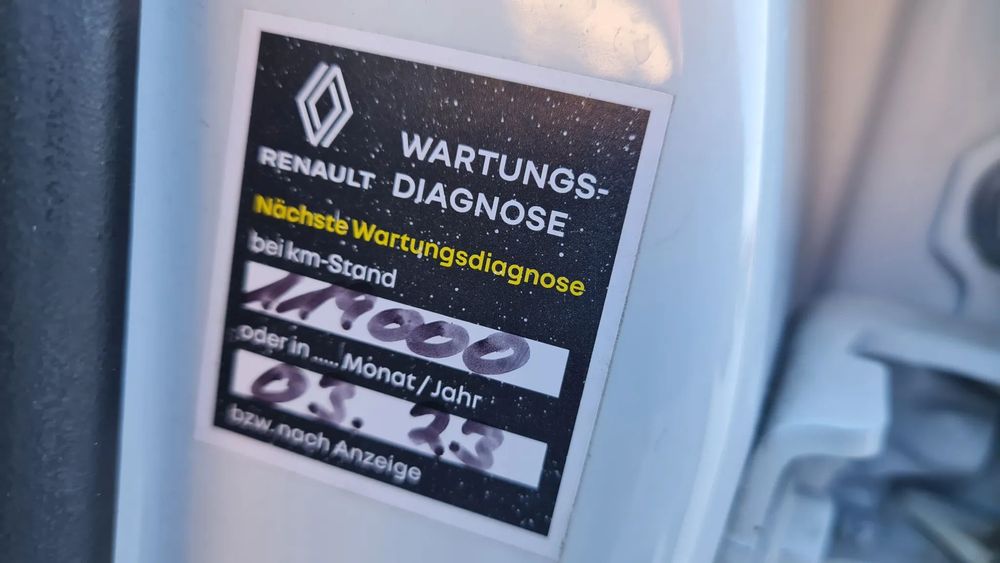 RENAULT
WARTUNGS-
DIAGNOSE
Nächste Wartungsdiagnose
bei km-Stand
119000
oder in ..... Monat / Jahr
03. 23
bzw. nach Anzeige